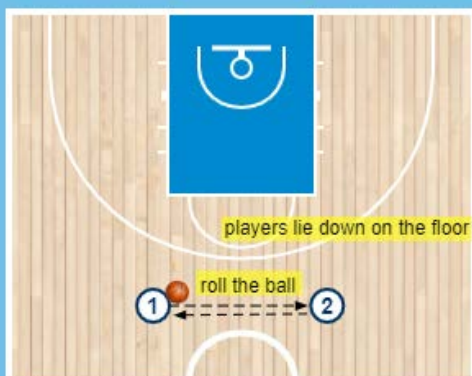 players lie down on the floor
roll the ball
1 2